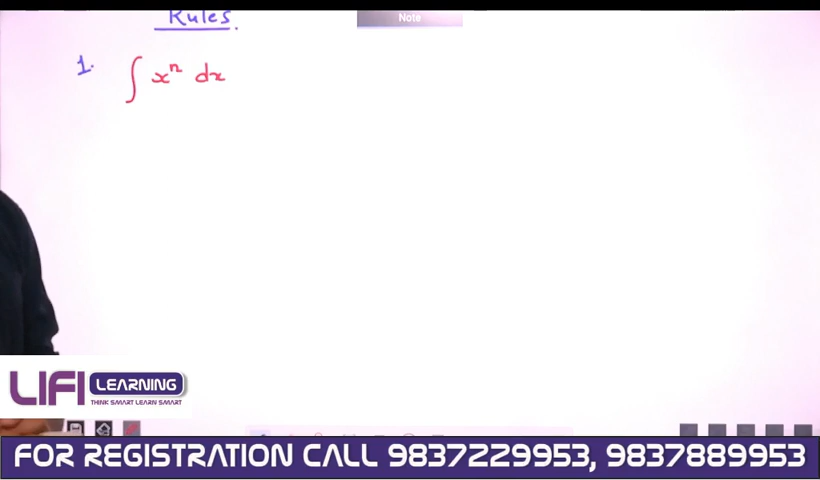 Rules.
Note
1. ∫ xⁿ dx
LIFI LEARNING
THINK SMART LEARN SMART
FOR REGISTRATION CALL 9837229953, 9837889953